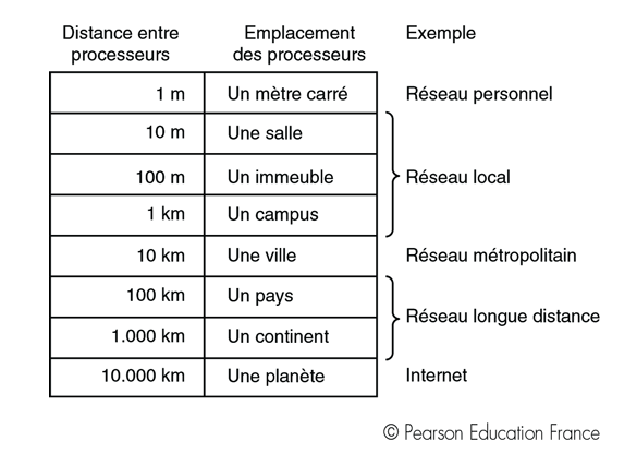 Distance entre processeurs Emplacement des processeurs Exemple
1 m Un mètre carré Réseau personnel
10 m Une salle
100 m Un immeuble Réseau local
1 km Un campus
10 km Une ville Réseau métropolitain
100 km Un pays
Réseau longue distance
1.000 km Un continent
10.000 km Une planète Internet
© Pearson Education France